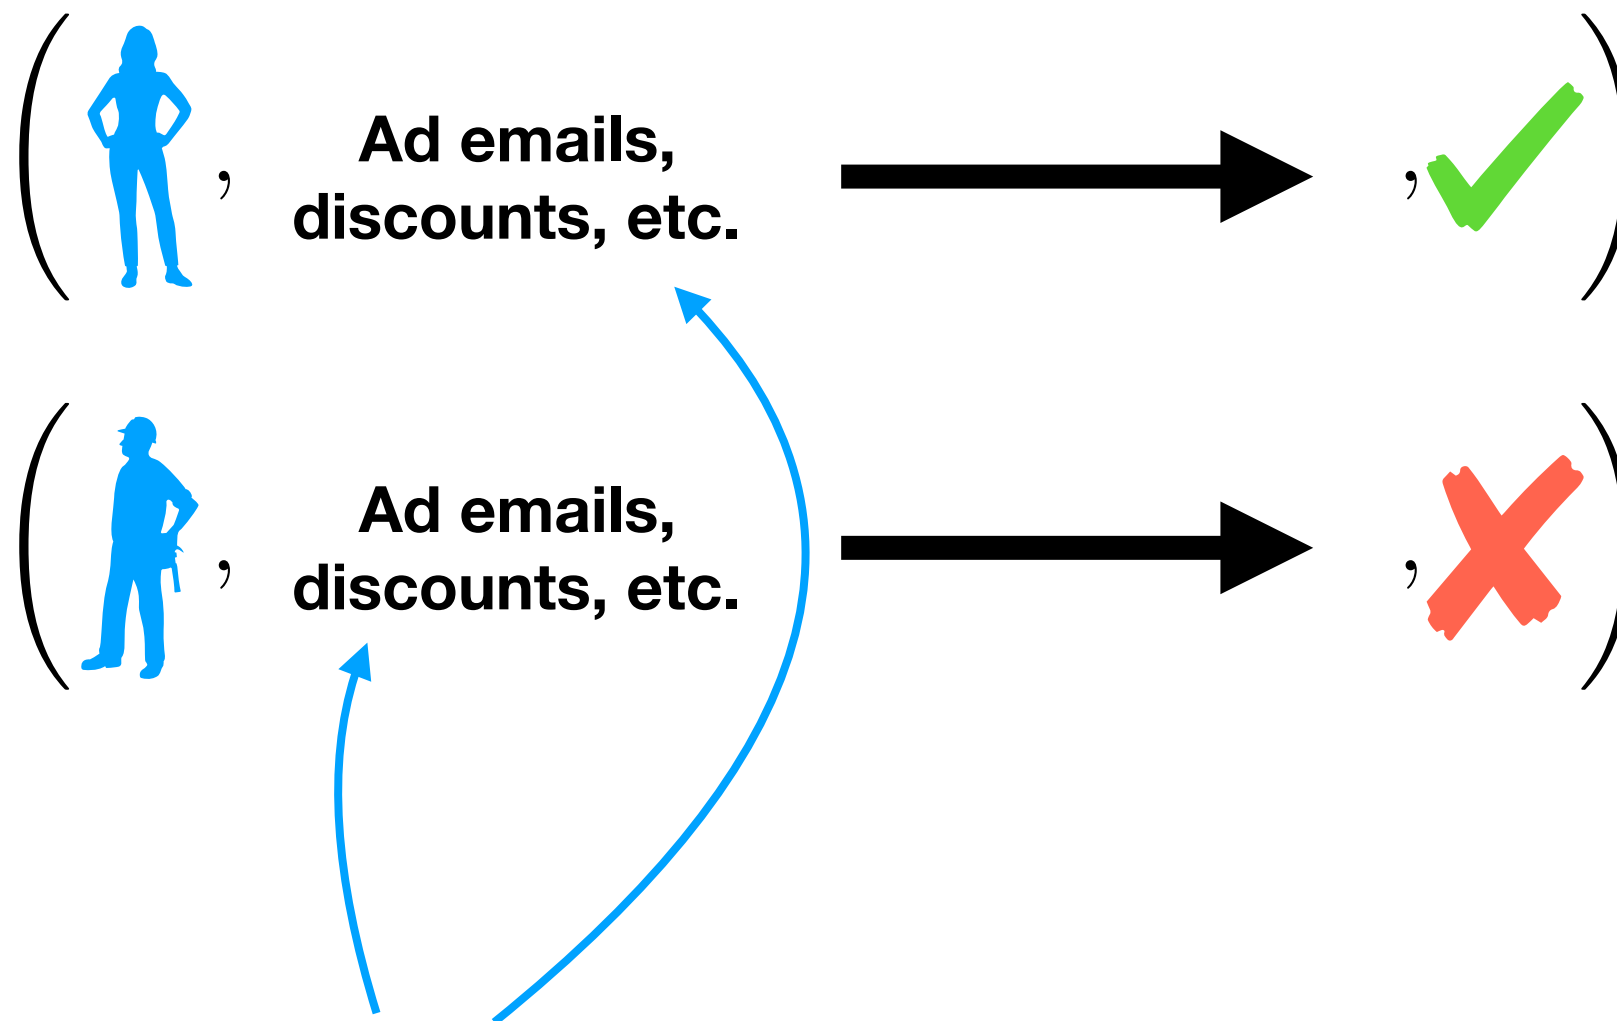 ( , Ad emails,
discounts, etc. , )
( , Ad emails,
discounts, etc. , )